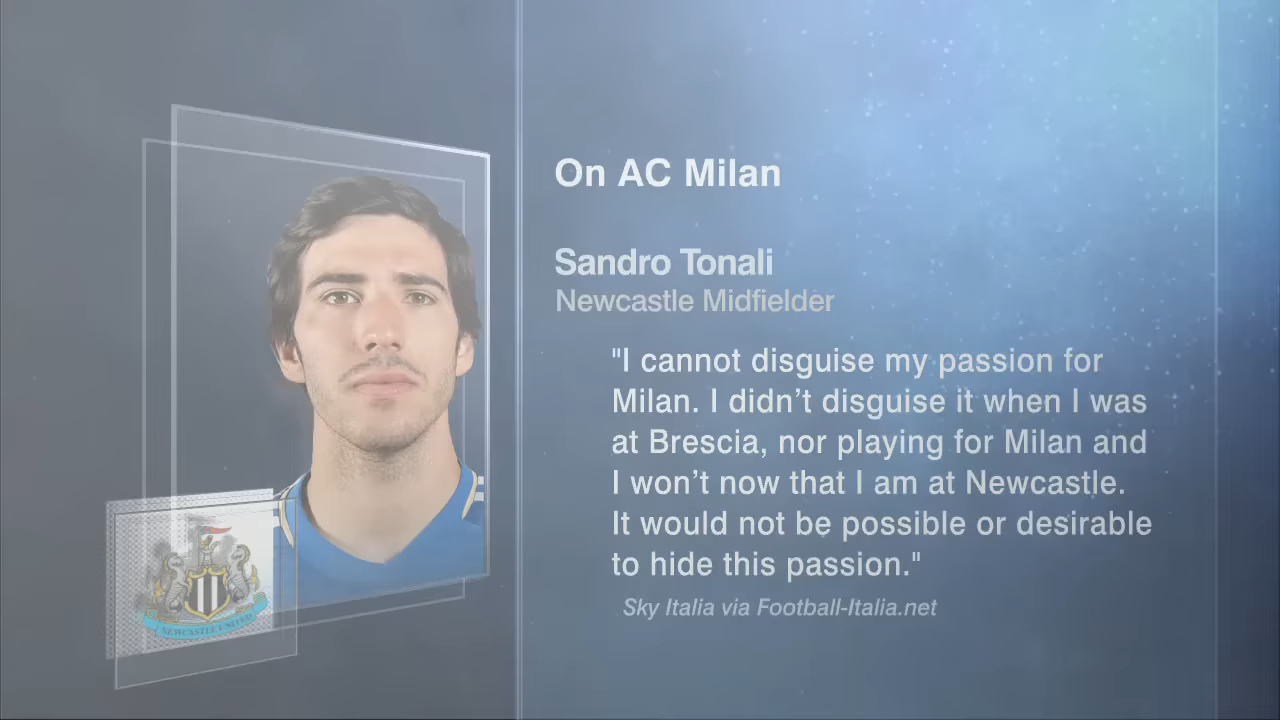 On AC Milan
Sandro Tonali
Newcastle Midfielder
"I cannot disguise my passion for
Milan. I didn’t disguise it when I was
at Brescia, nor playing for Milan and
I won’t now that I am at Newcastle.
It would not be possible or desirable
to hide this passion."
Sky Italia via Football-Italia.net
NEWCASTLE UNITED